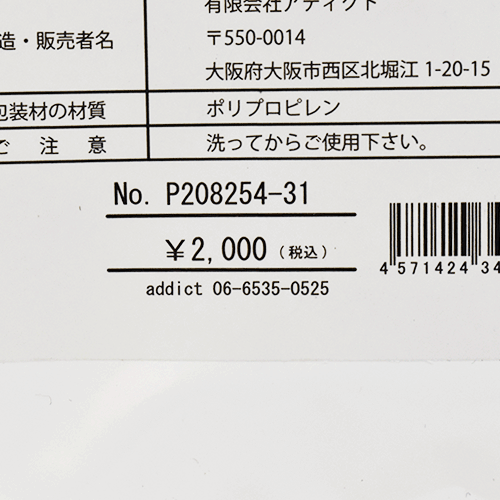 有限会社アディクト
造・販売者名
〒550-0014
大阪府大阪市西区北堀江1-20-15
包装材の材質 ポリプロピレン
ご 注 意 洗ってからご使用下さい。
No. P208254-31
￥2,000（税込）
addict 06-6535-0525
4 571424 34